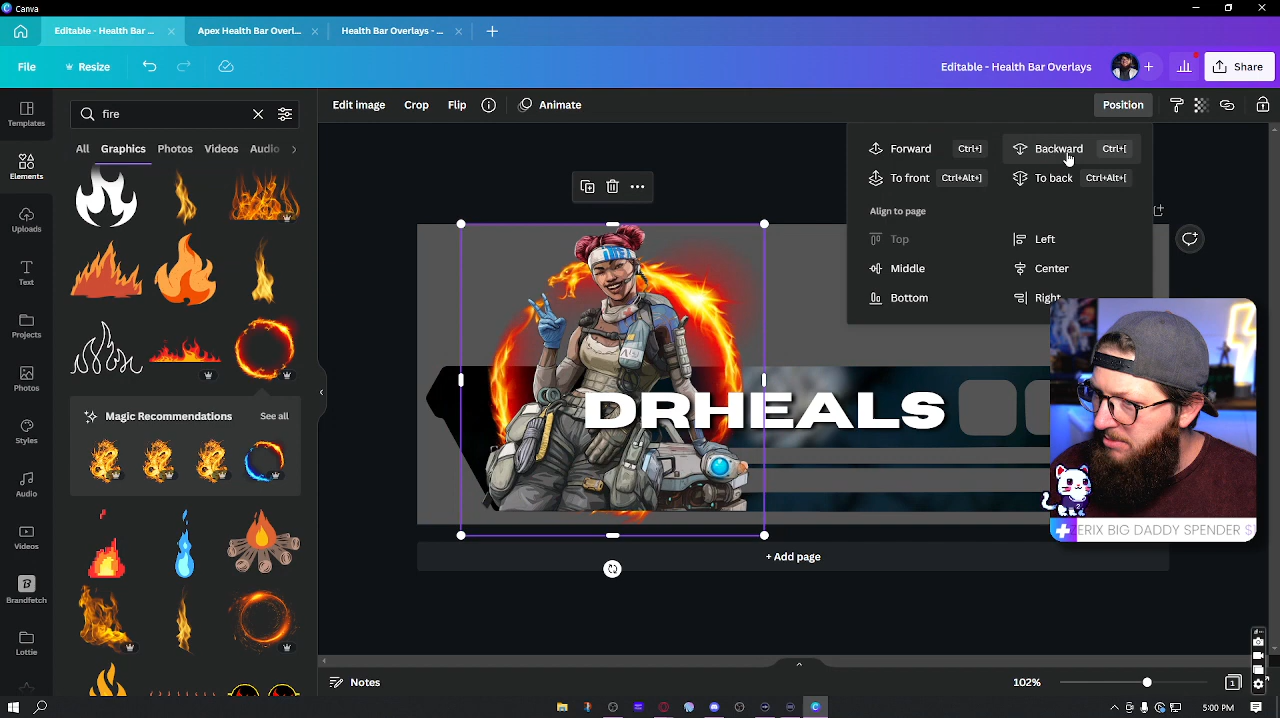 Canva
Editable - Health Bar ...
Apex Health Bar Overl...
Health Bar Overlays - ...
File
Resize
Editable - Health Bar Overlays
Share
Templates
Elements
Uploads
Text
Projects
Photos
Styles
Audio
Videos
Brandfetch
Lottie
fire
All
Graphics
Photos
Videos
Audio
Magic Recommendations
See all
Edit image
Crop
Flip
Animate
Position
Forward
Ctrl+]
Backward
Ctrl+[
To front
Ctrl+Alt+]
To back
Ctrl+Alt+[
Align to page
Top
Left
Middle
Center
Bottom
Right
DRHEALS
+ Add page
ZERIX BIG DADDY SPENDER $
Notes
102%
1
5:00 PM